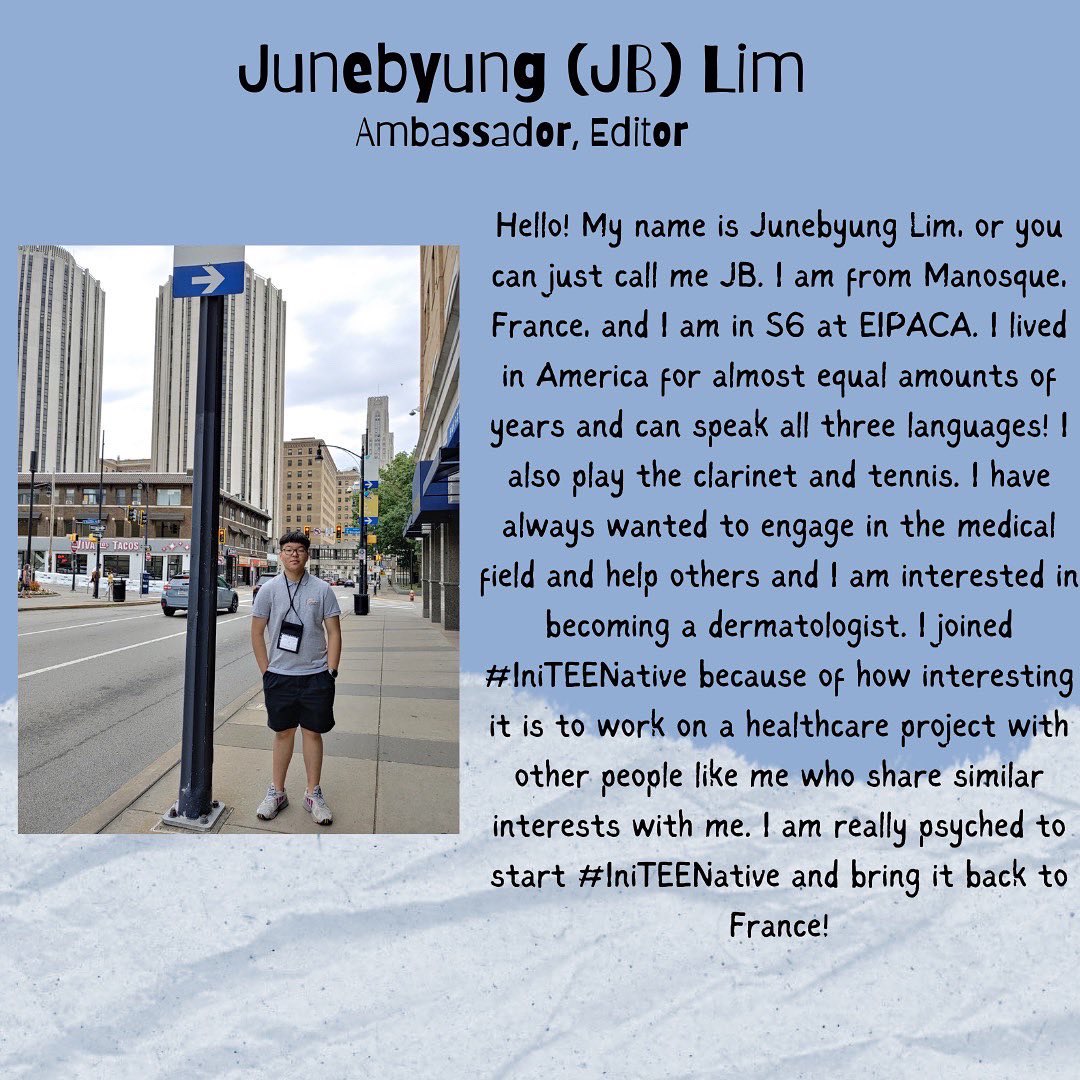 Junebyung (JB) Lim
Ambassador, Editor
Hello! My name is Junebyung Lim, or you
can just call me JB. I am from Manosque,
France, and I am in S6 at EIPACA. I lived
in America for almost equal amounts of
years and can speak all three languages! I
also play the clarinet and tennis. I have
always wanted to engage in the medical
field and help others and I am interested in
becoming a dermatologist. I joined
#IniTEENative because of how interesting
it is to work on a healthcare project with
other people like me who share similar
interests with me. I am really psyched to
start #IniTEENative and bring it back to
France!
TACOS